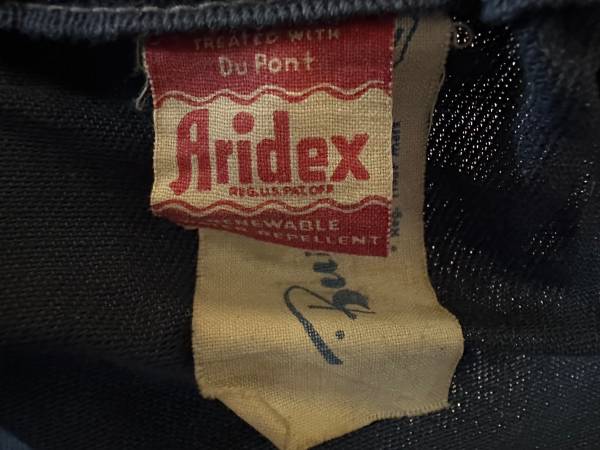 TREATED WITH
Du Pont
Aridex
REG. U.S. PAT. OFF
RENEWABLE
REPELLENT